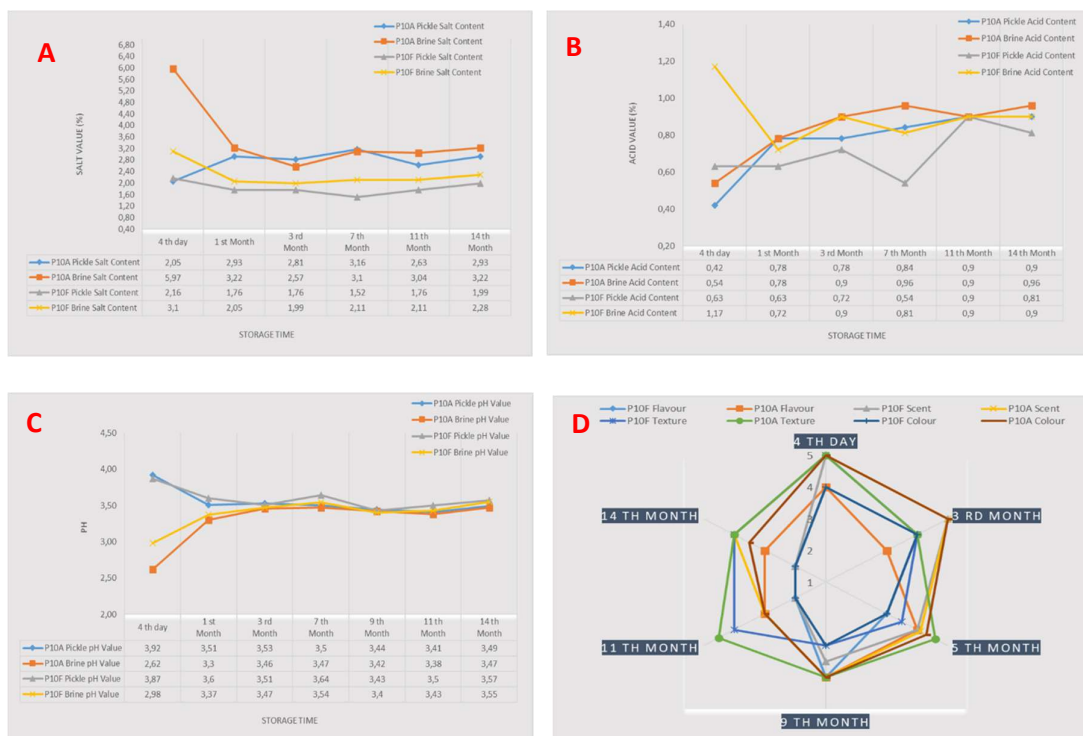 A
P10A Pickle Salt Content
P10A Brine Salt Content
P10F Pickle Salt Content
P10F Brine Salt Content
6,80
6,40
6,00
5,60
5,20
4,80
4,40
4,00
3,60
3,20
2,80
2,40
2,00
1,60
1,20
0,80
0,40
SALT VALUE (%)
4 th day 1 st Month 3 rd Month 7 th Month 11 th Month 14 th Month
P10A Pickle Salt Content 2,05 2,93 2,81 3,16 2,63 2,93
P10A Brine Salt Content 5,97 3,22 2,57 3,1 3,04 3,22
P10F Pickle Salt Content 2,16 1,76 1,76 1,52 1,76 1,99
P10F Brine Salt Content 3,1 2,05 1,99 2,11 2,11 2,28
STORAGE TIME
B
P10A Pickle Acid Content
P10A Brine Acid Content
P10F Pickle Acid Content
P10F Brine Acid Content
1,40
1,20
1,00
0,80
0,60
0,40
0,20
ACID VALUE (%)
4 th day 1 st Month 3 rd Month 7 th Month 11 th Month 14 th Month
P10A Pickle Acid Content 0,42 0,78 0,78 0,84 0,9 0,9
P10A Brine Acid Content 0,54 0,78 0,9 0,96 0,9 0,96
P10F Pickle Acid Content 0,63 0,63 0,72 0,54 0,9 0,81
P10F Brine Acid Content 1,17 0,72 0,9 0,81 0,9 0,9
STORAGE TIME
C
P10A Pickle pH Value
P10A Brine pH Value
P10F Pickle pH Value
P10F Brine pH Value
4,50
4,00
3,50
3,00
2,50
2,00
PH
4 th day 1 st Month 3 rd Month 7 th Month 9 th Month 11 th Month 14 th Month
P10A Pickle pH Value 3,92 3,51 3,53 3,5 3,44 3,41 3,49
P10A Brine pH Value 2,62 3,3 3,46 3,47 3,42 3,38 3,47
P10F Pickle pH Value 3,87 3,6 3,51 3,64 3,43 3,5 3,57
P10F Brine pH Value 2,98 3,37 3,47 3,54 3,4 3,43 3,55
STORAGE TIME
D
P10F Flavour P10A Flavour P10F Scent P10A Scent
P10F Texture P10A Texture P10F Colour P10A Colour
4 TH DAY
5
4
3
2
1
3 RD MONTH
5 TH MONTH
9 TH MONTH
11 TH MONTH
14 TH MONTH